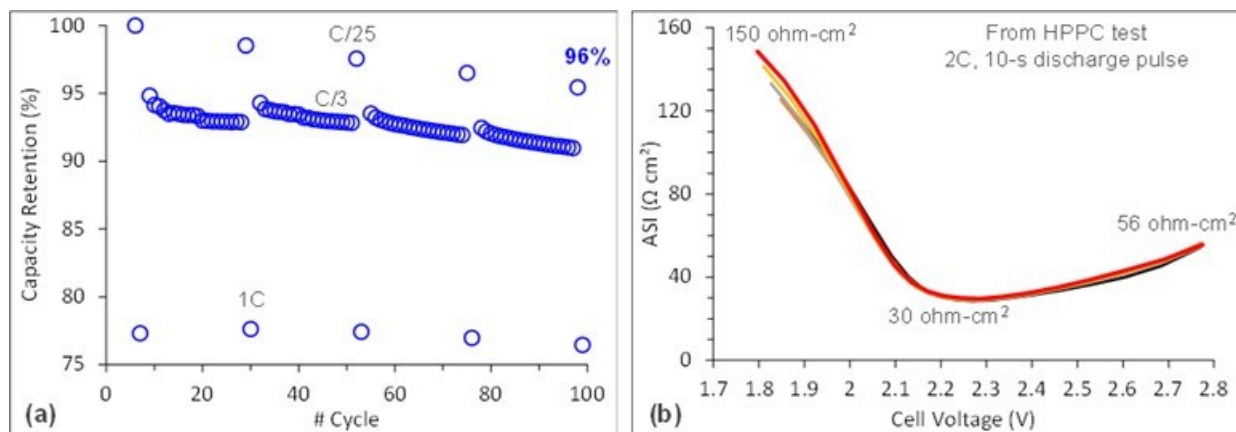 100
95
90
85
80
75
Capacity Retention (%)
C/25
96%
C/3
1C
0
20
40
60
80
100
# Cycle
(a)
160
120
80
40
0
ASI (Ω cm²)
150 ohm-cm²
From HPPC test
2C, 10-s discharge pulse
56 ohm-cm²
30 ohm-cm²
1.7
1.8
1.9
2
2.1
2.2
2.3
2.4
2.5
2.6
2.7
2.8
Cell Voltage (V)
(b)